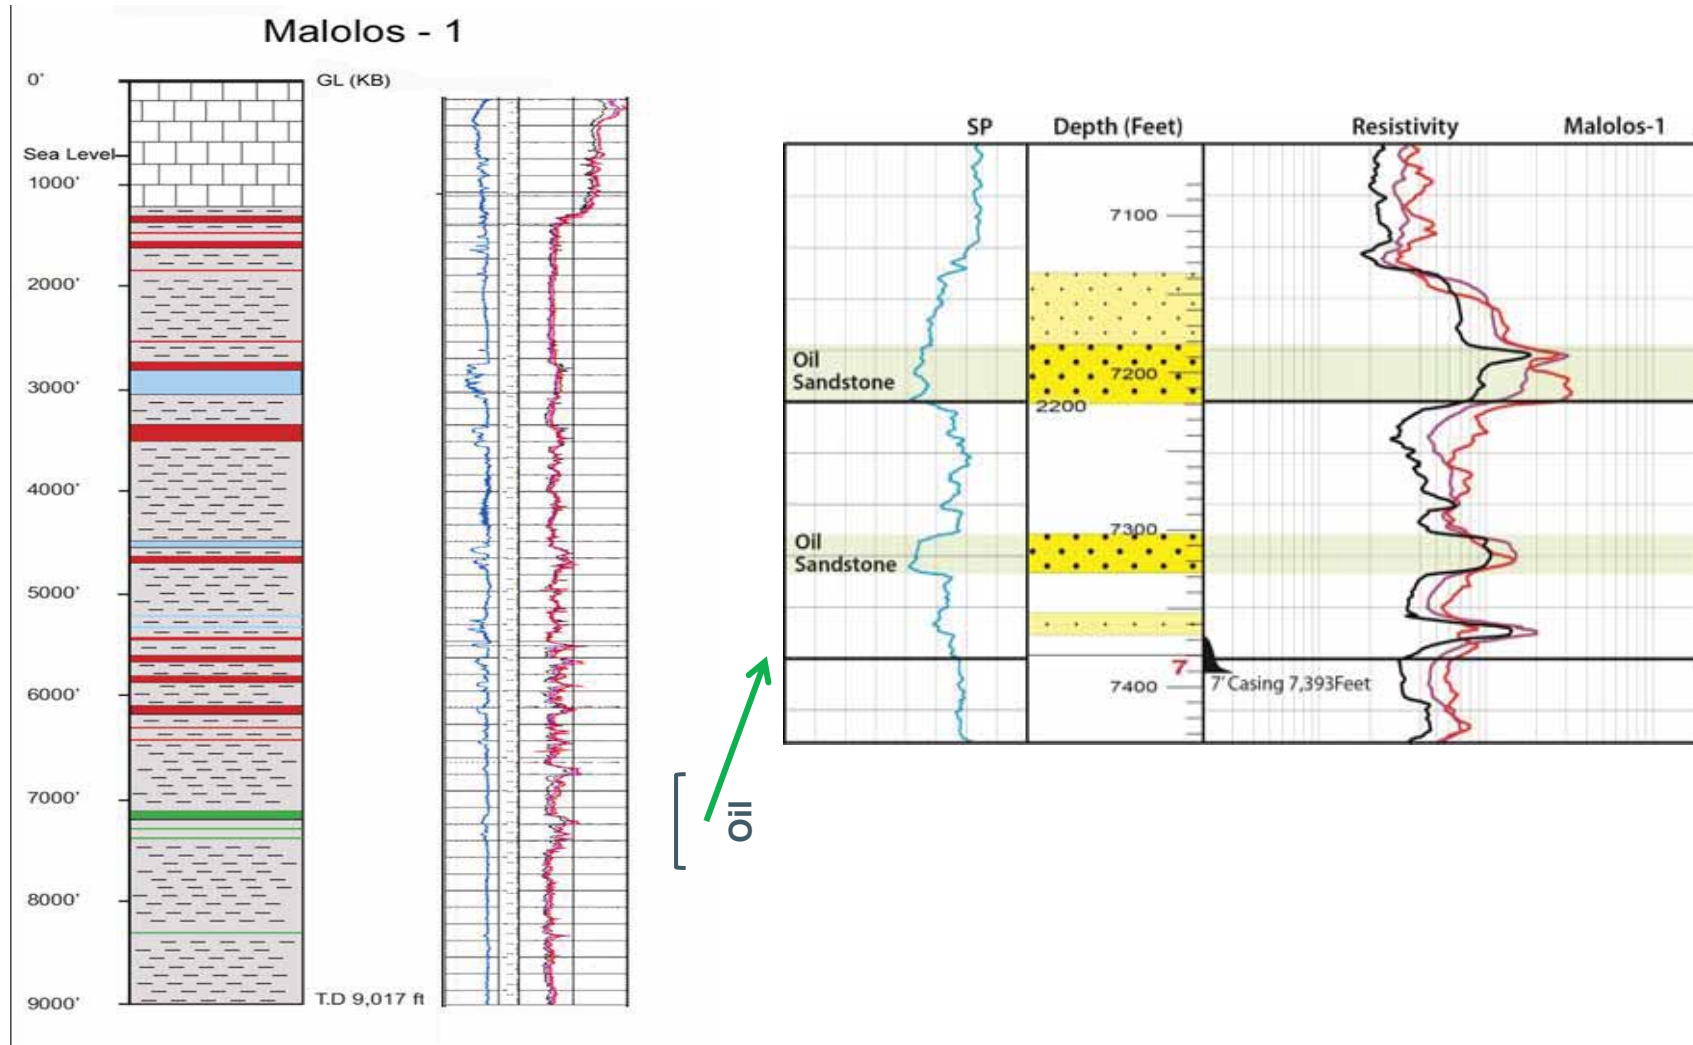 Malolos - 1
0'
GL (KB)
Sea Level
1000'
2000'
3000'
4000'
5000'
6000'
7000'
8000'
9000'
T.D 9,017 ft
Oil
SP
Depth (Feet)
Resistivity
Malolos-1
7100
Oil
Sandstone
7200
2200
7300
Oil
Sandstone
7
7' Casing 7,393Feet
7400